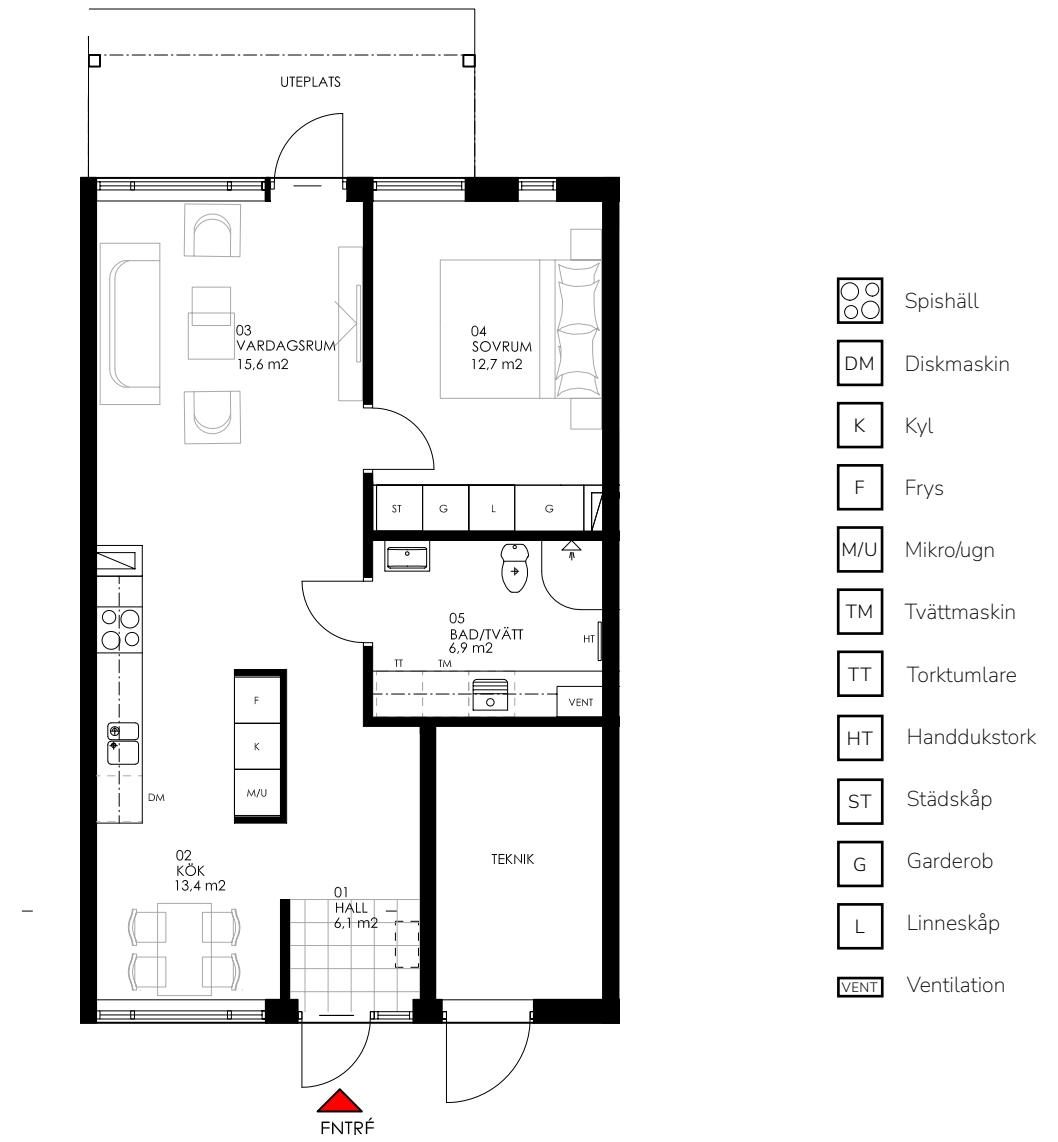 UTEPLATS
03
VARDAGSRUM
15,6 m2
04
SOVRUM
12,7 m2
ST
G
L
G
05
BAD/TVÄTT
6,9 m2
HT
TT
TM
VENT
F
K
M/U
DM
02
KÖK
13,4 m2
01
HALL
6,1 m2
TEKNIK
ENTRÉ
Spishäll
DM Diskmaskin
K Kyl
F Frys
M/U Mikro/ugn
TM Tvättmaskin
TT Torktumlare
HT Handdukstork
ST Städskåp
G Garderob
L Linneskåp
VENT Ventilation